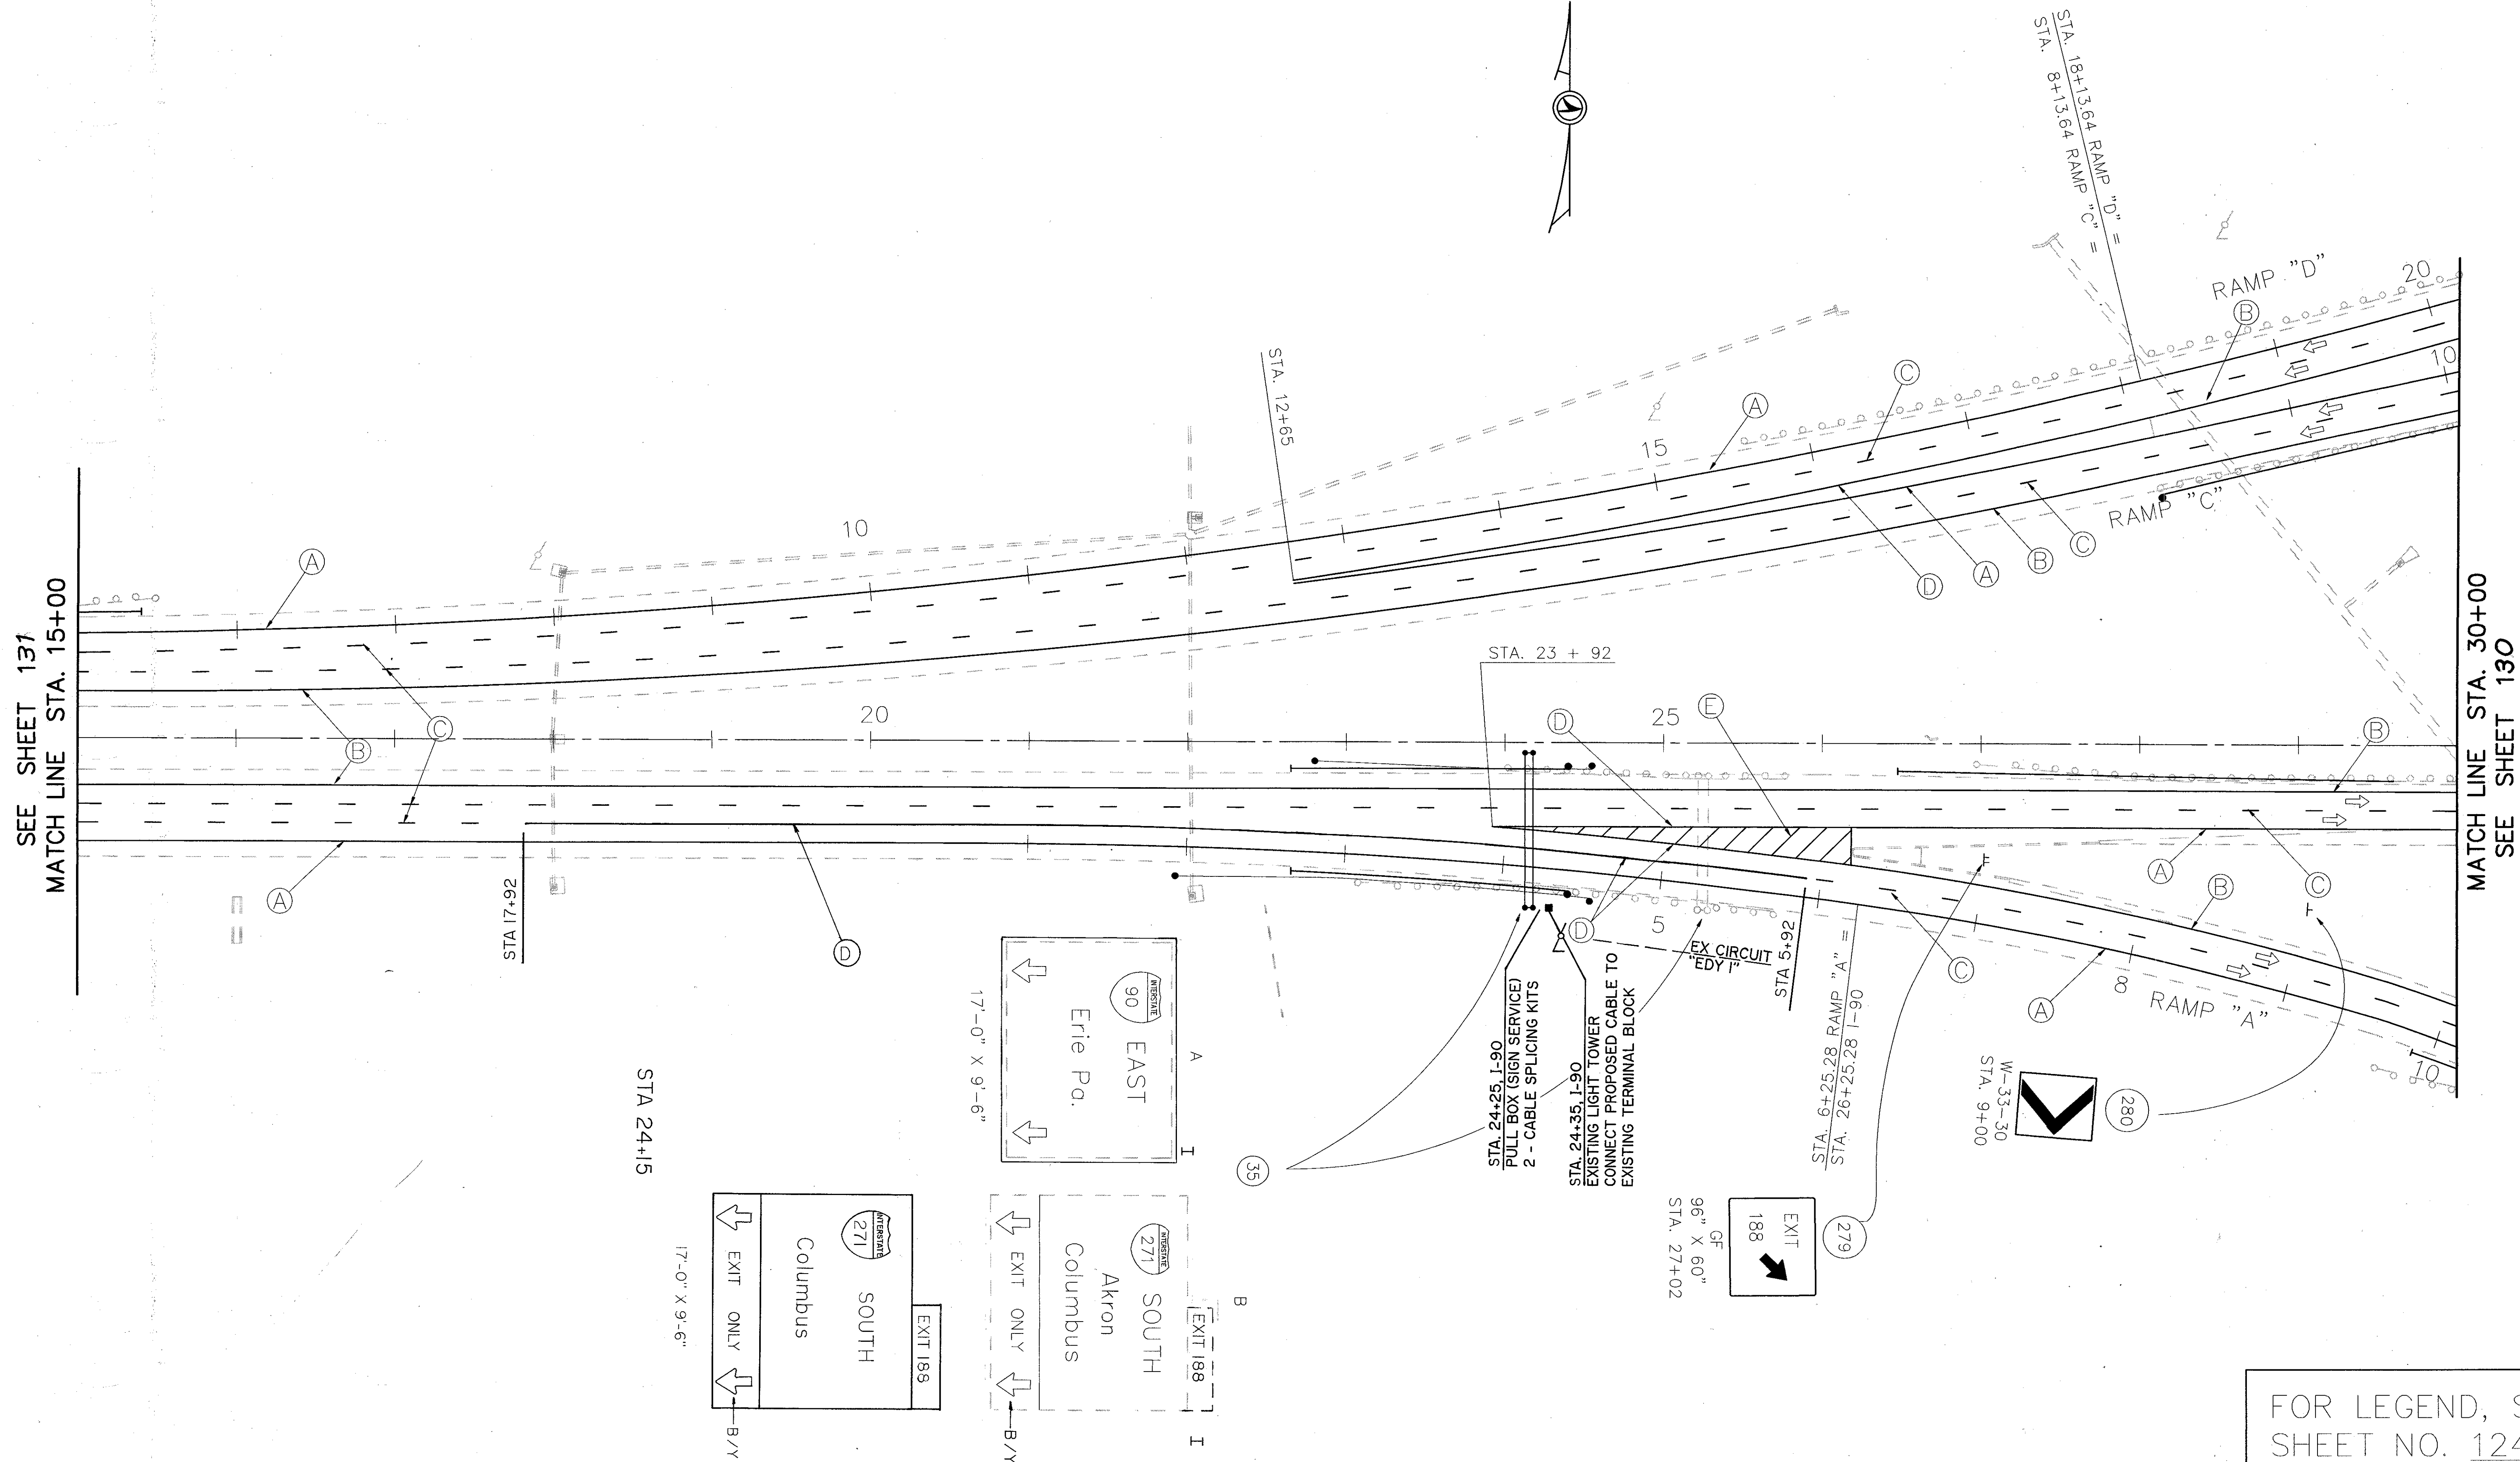 STA. 18+13.64 RAMP "D" =
STA. 8+13.64 RAMP "C" =
RAMP "D"
20
B
10
C
A
STA. 12+65
15
RAMP "C"
10
A
D
A
B
C
SEE SHEET 131
MATCH LINE STA. 15+00
MATCH LINE STA. 30+00
SEE SHEET 130
STA. 23 + 92
20
25
D
E
B
C
B
A
A
B
C
STA 17+92
D
D
5
EX CIRCUIT
"EDY I"
STA 5+92
C
A
8
RAMP "A"
10
STA. 6+25.28 RAMP "A" =
STA. 26+25.28 I-90
STA. 24+25, I-90
PULL BOX (SIGN SERVICE)
2 - CABLE SPLICING KITS
STA. 24+35, I-90
EXISTING LIGHT TOWER
CONNECT PROPOSED CABLE TO
EXISTING TERMINAL BLOCK
INTERSTATE
90
EAST
Erie Pa.
17'-0" X 9'-6"
A
I
35
STA 24+15
W-33-30
STA. 9+00
280
279
EXIT
188
GF
96" X 60"
STA. 27+02
EXIT 188
INTERSTATE
271
SOUTH
Columbus
EXIT ONLY
B/Y
17'-0" X 9'-6"
B
EXIT 188
INTERSTATE
271
SOUTH
Akron
Columbus
EXIT ONLY
B/Y
I
FOR LEGEND, S
SHEET NO. 124